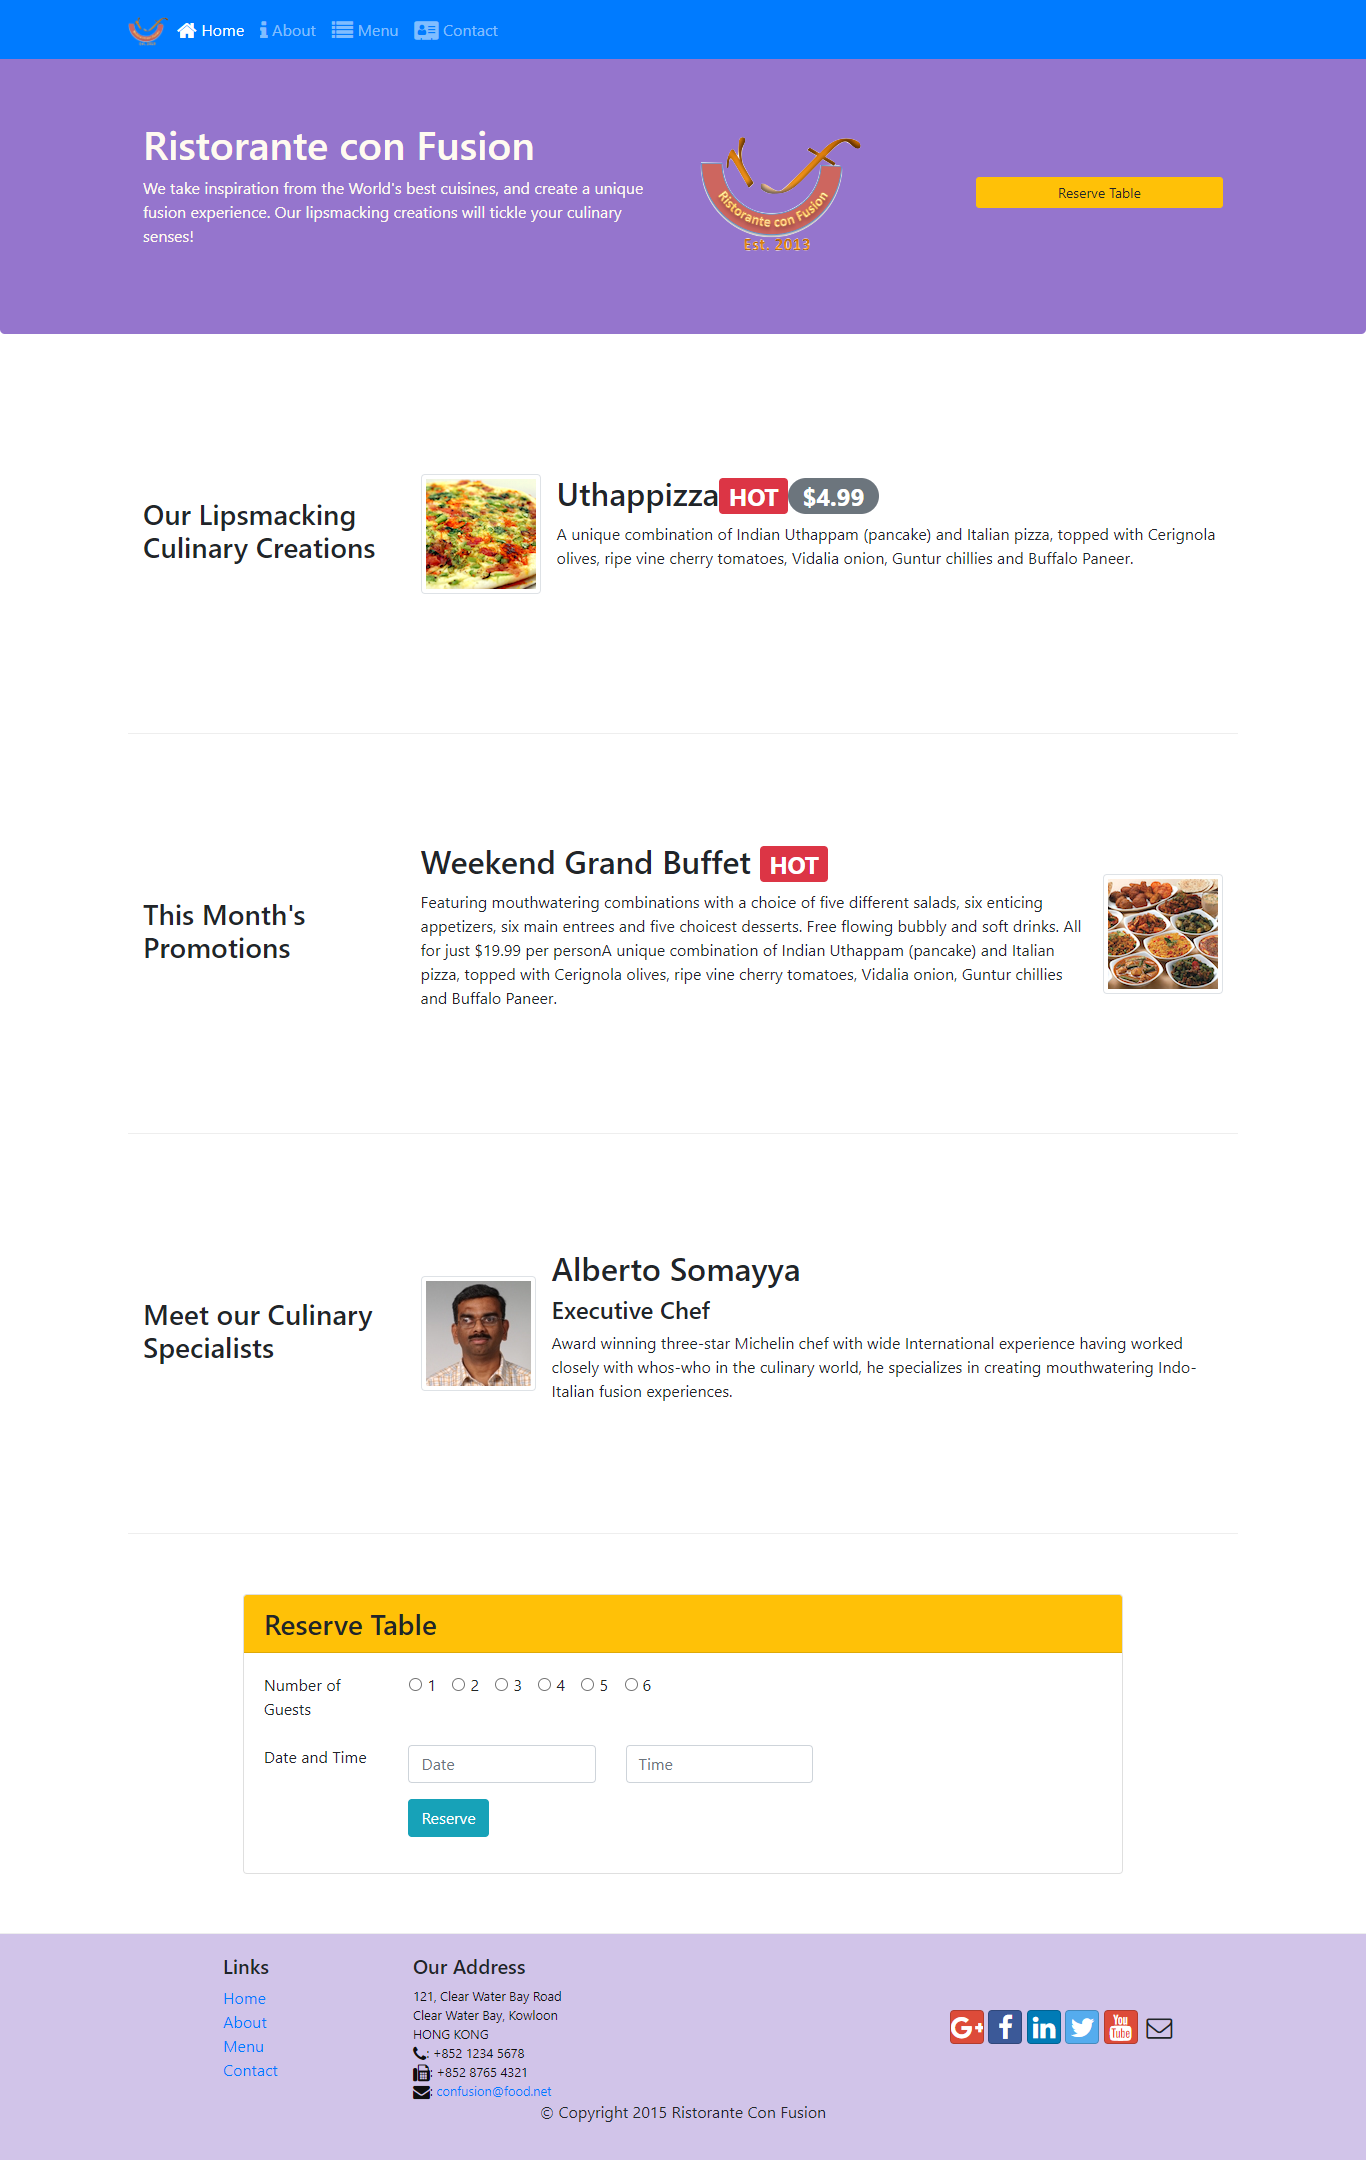 Home About Menu Contact
Ristorante con Fusion
We take inspiration from the World's best cuisines, and create a unique
fusion experience. Our lipsmacking creations will tickle your culinary
senses!
Ristorante con Fusion
Est. 2013
Reserve Table
Our Lipsmacking
Culinary Creations
Uthappizza HOT $4.99
A unique combination of Indian Uthappam (pancake) and Italian pizza, topped with Cerignola
olives, ripe vine cherry tomatoes, Vidalia onion, Guntur chillies and Buffalo Paneer.
This Month's
Promotions
Weekend Grand Buffet HOT
Featuring mouthwatering combinations with a choice of five different salads, six enticing
appetizers, six main entrees and five choicest desserts. Free flowing bubbly and soft drinks. All
for just $19.99 per personA unique combination of Indian Uthappam (pancake) and Italian
pizza, topped with Cerignola olives, ripe vine cherry tomatoes, Vidalia onion, Guntur chillies
and Buffalo Paneer.
Meet our Culinary
Specialists
Alberto Somayya
Executive Chef
Award winning three-star Michelin chef with wide International experience having worked
closely with whos-who in the culinary world, he specializes in creating mouthwatering Indo-
Italian fusion experiences.
Reserve Table
Number of
Guests
1 2 3 4 5 6
Date and Time
Date
Time
Reserve
Links
Home
About
Menu
Contact
Our Address
121, Clear Water Bay Road
Clear Water Bay, Kowloon
HONG KONG
: +852 1234 5678
: +852 8765 4321
: confusion@food.net
G+ f in You Tube
© Copyright 2015 Ristorante Con Fusion